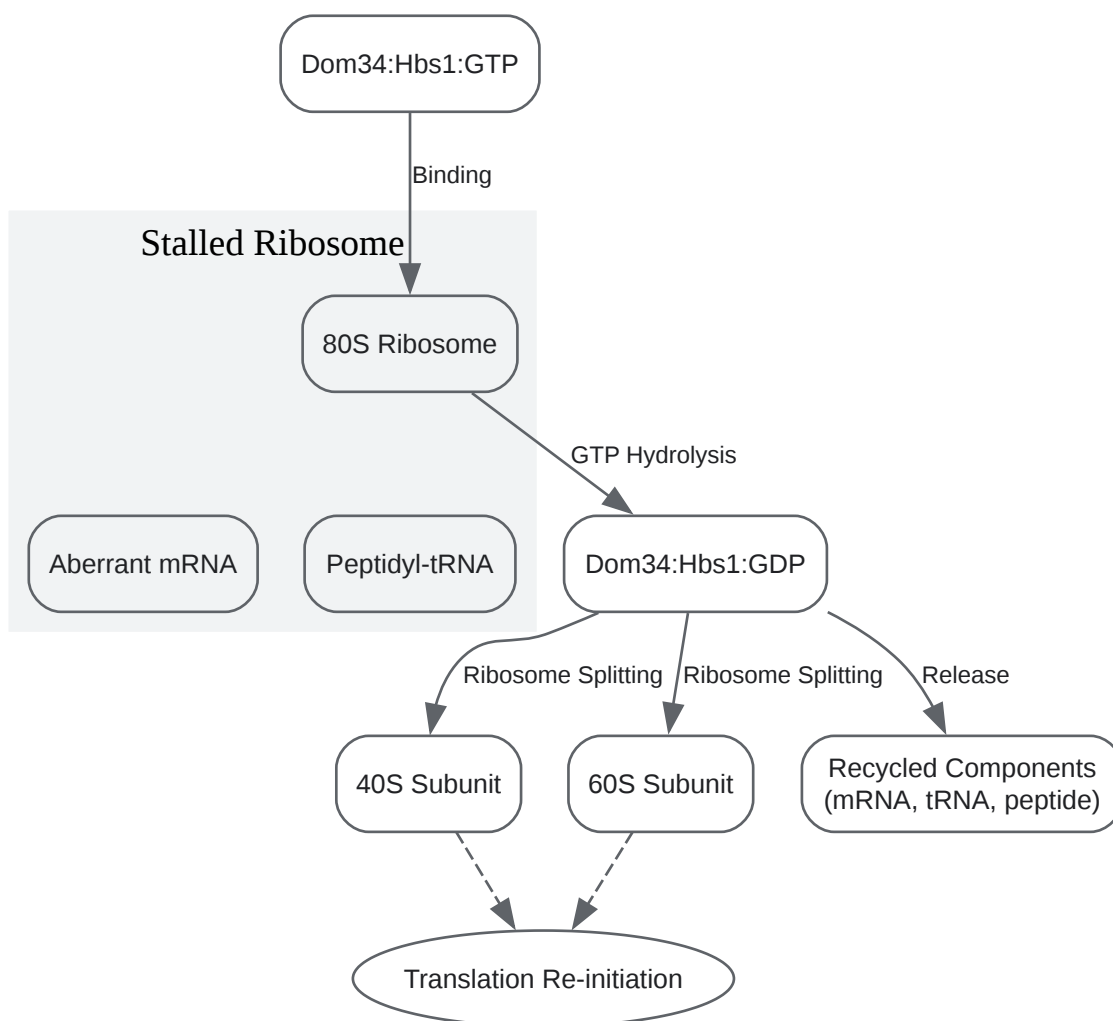 Dom34:Hbs1:GTP
Binding
Stalled Ribosome
80S Ribosome
GTP Hydrolysis
Aberrant mRNA
Peptidyl-tRNA
Dom34:Hbs1:GDP
Ribosome Splitting
Ribosome Splitting
Release
40S Subunit
60S Subunit
Recycled Components
(mRNA, tRNA, peptide)
Translation Re-initiation